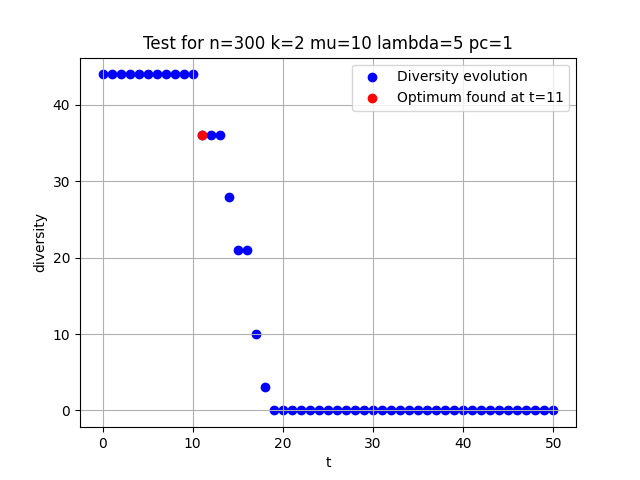 Test for n=300 k=2 mu=10 lambda=5 pc=1
Diversity evolution
Optimum found at t=11
diversity
40
30
20
10
0
0 10 20 30 40 50
t